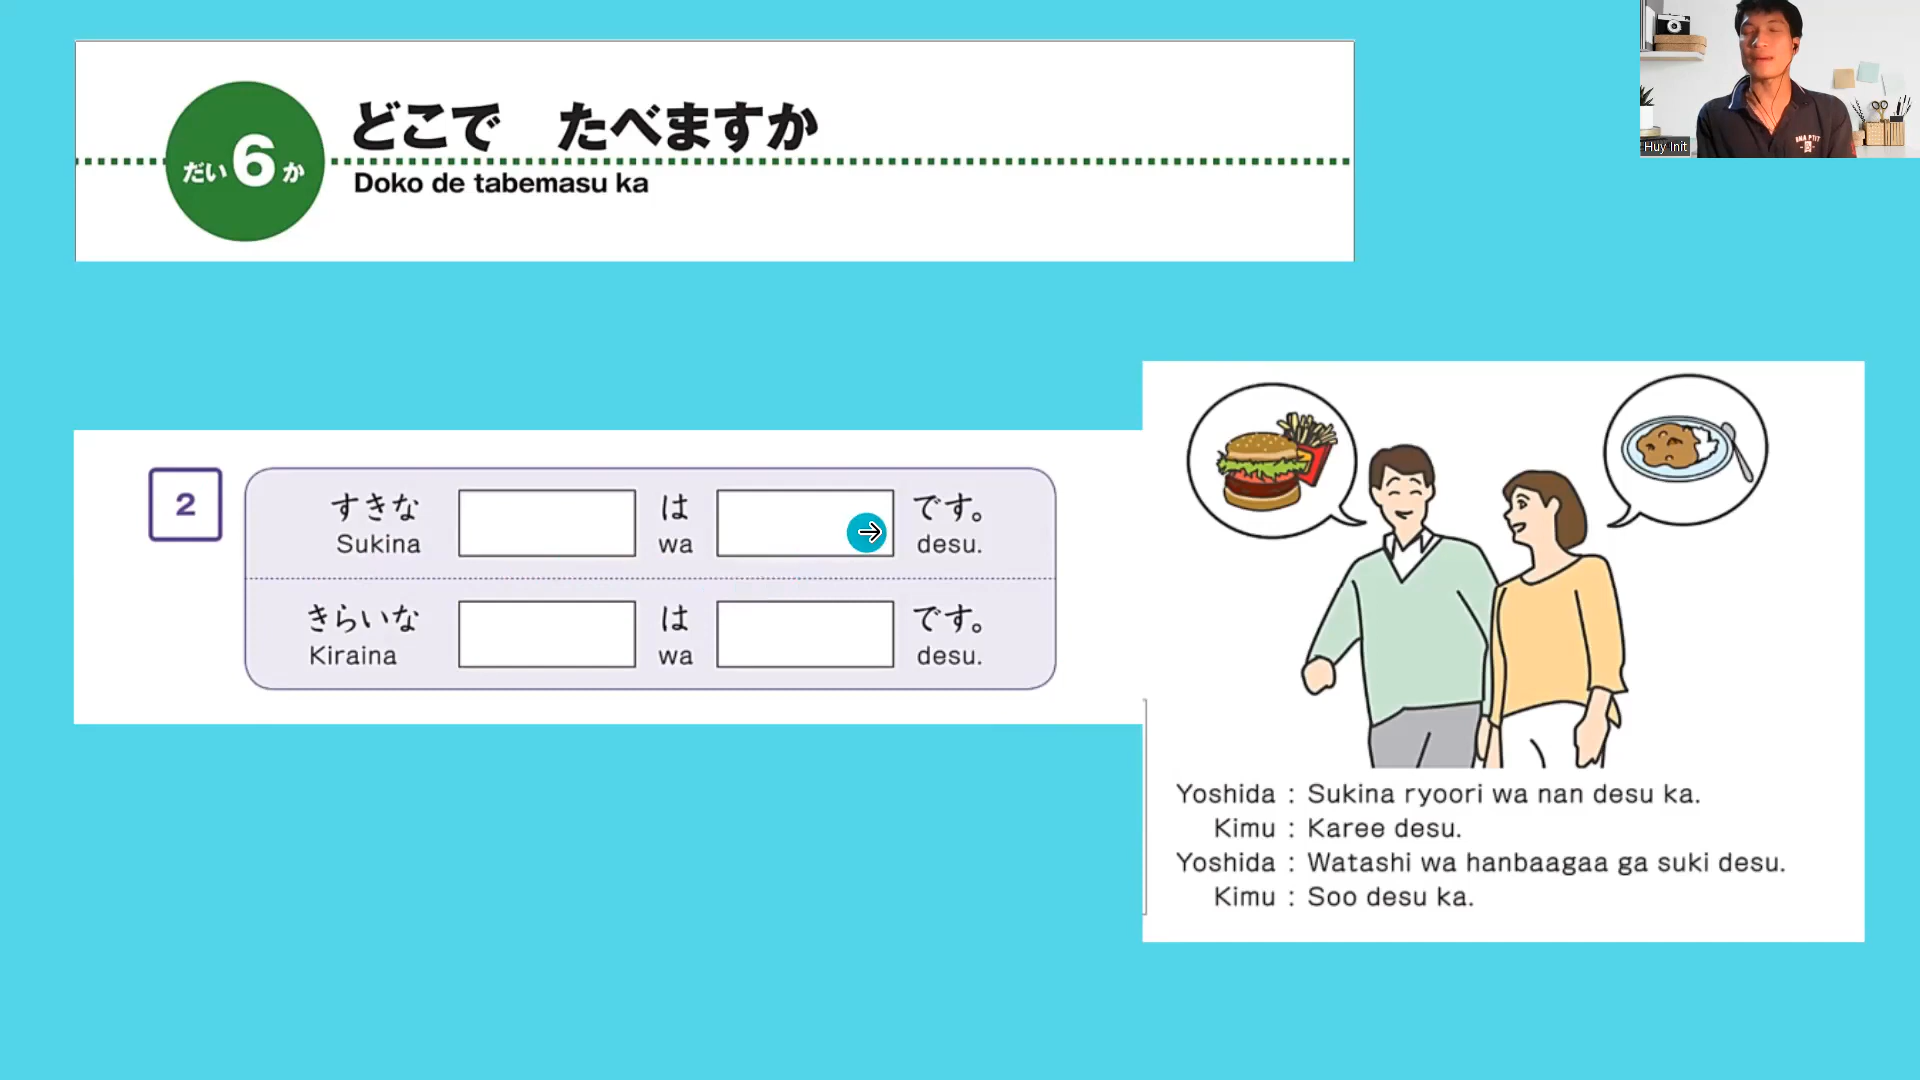 だい6か
どこで たべますか
Doko de tabemasu ka
Huy Init
2
すきな は です。
Sukina wa desu.
きらいな は です。
Kiraina wa desu.
Yoshida : Sukina ryoori wa nan desu ka.
Kimu : Karee desu.
Yoshida : Watashi wa hanbaagaa ga suki desu.
Kimu : Soo desu ka.